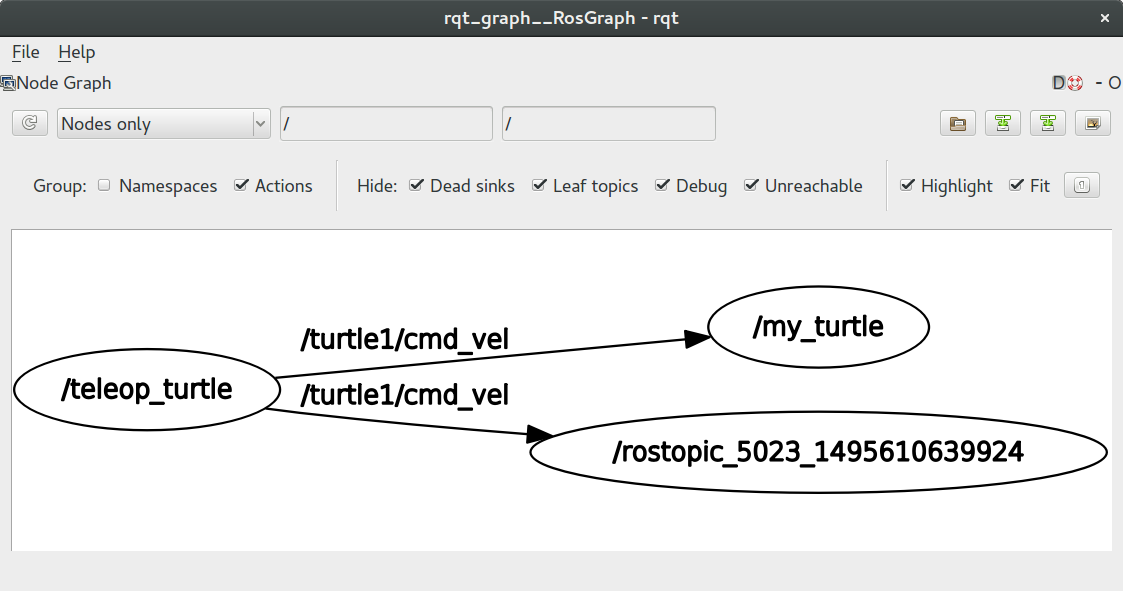 rqt_graph__RosGraph - rqt ×
File Help
Node Graph D - O
Nodes only / /
Group: Namespaces Actions Hide: Dead sinks Leaf topics Debug Unreachable Highlight Fit 1
/turtle1/cmd_vel /my_turtle
/teleop_turtle /turtle1/cmd_vel
/rostopic_5023_1495610639924